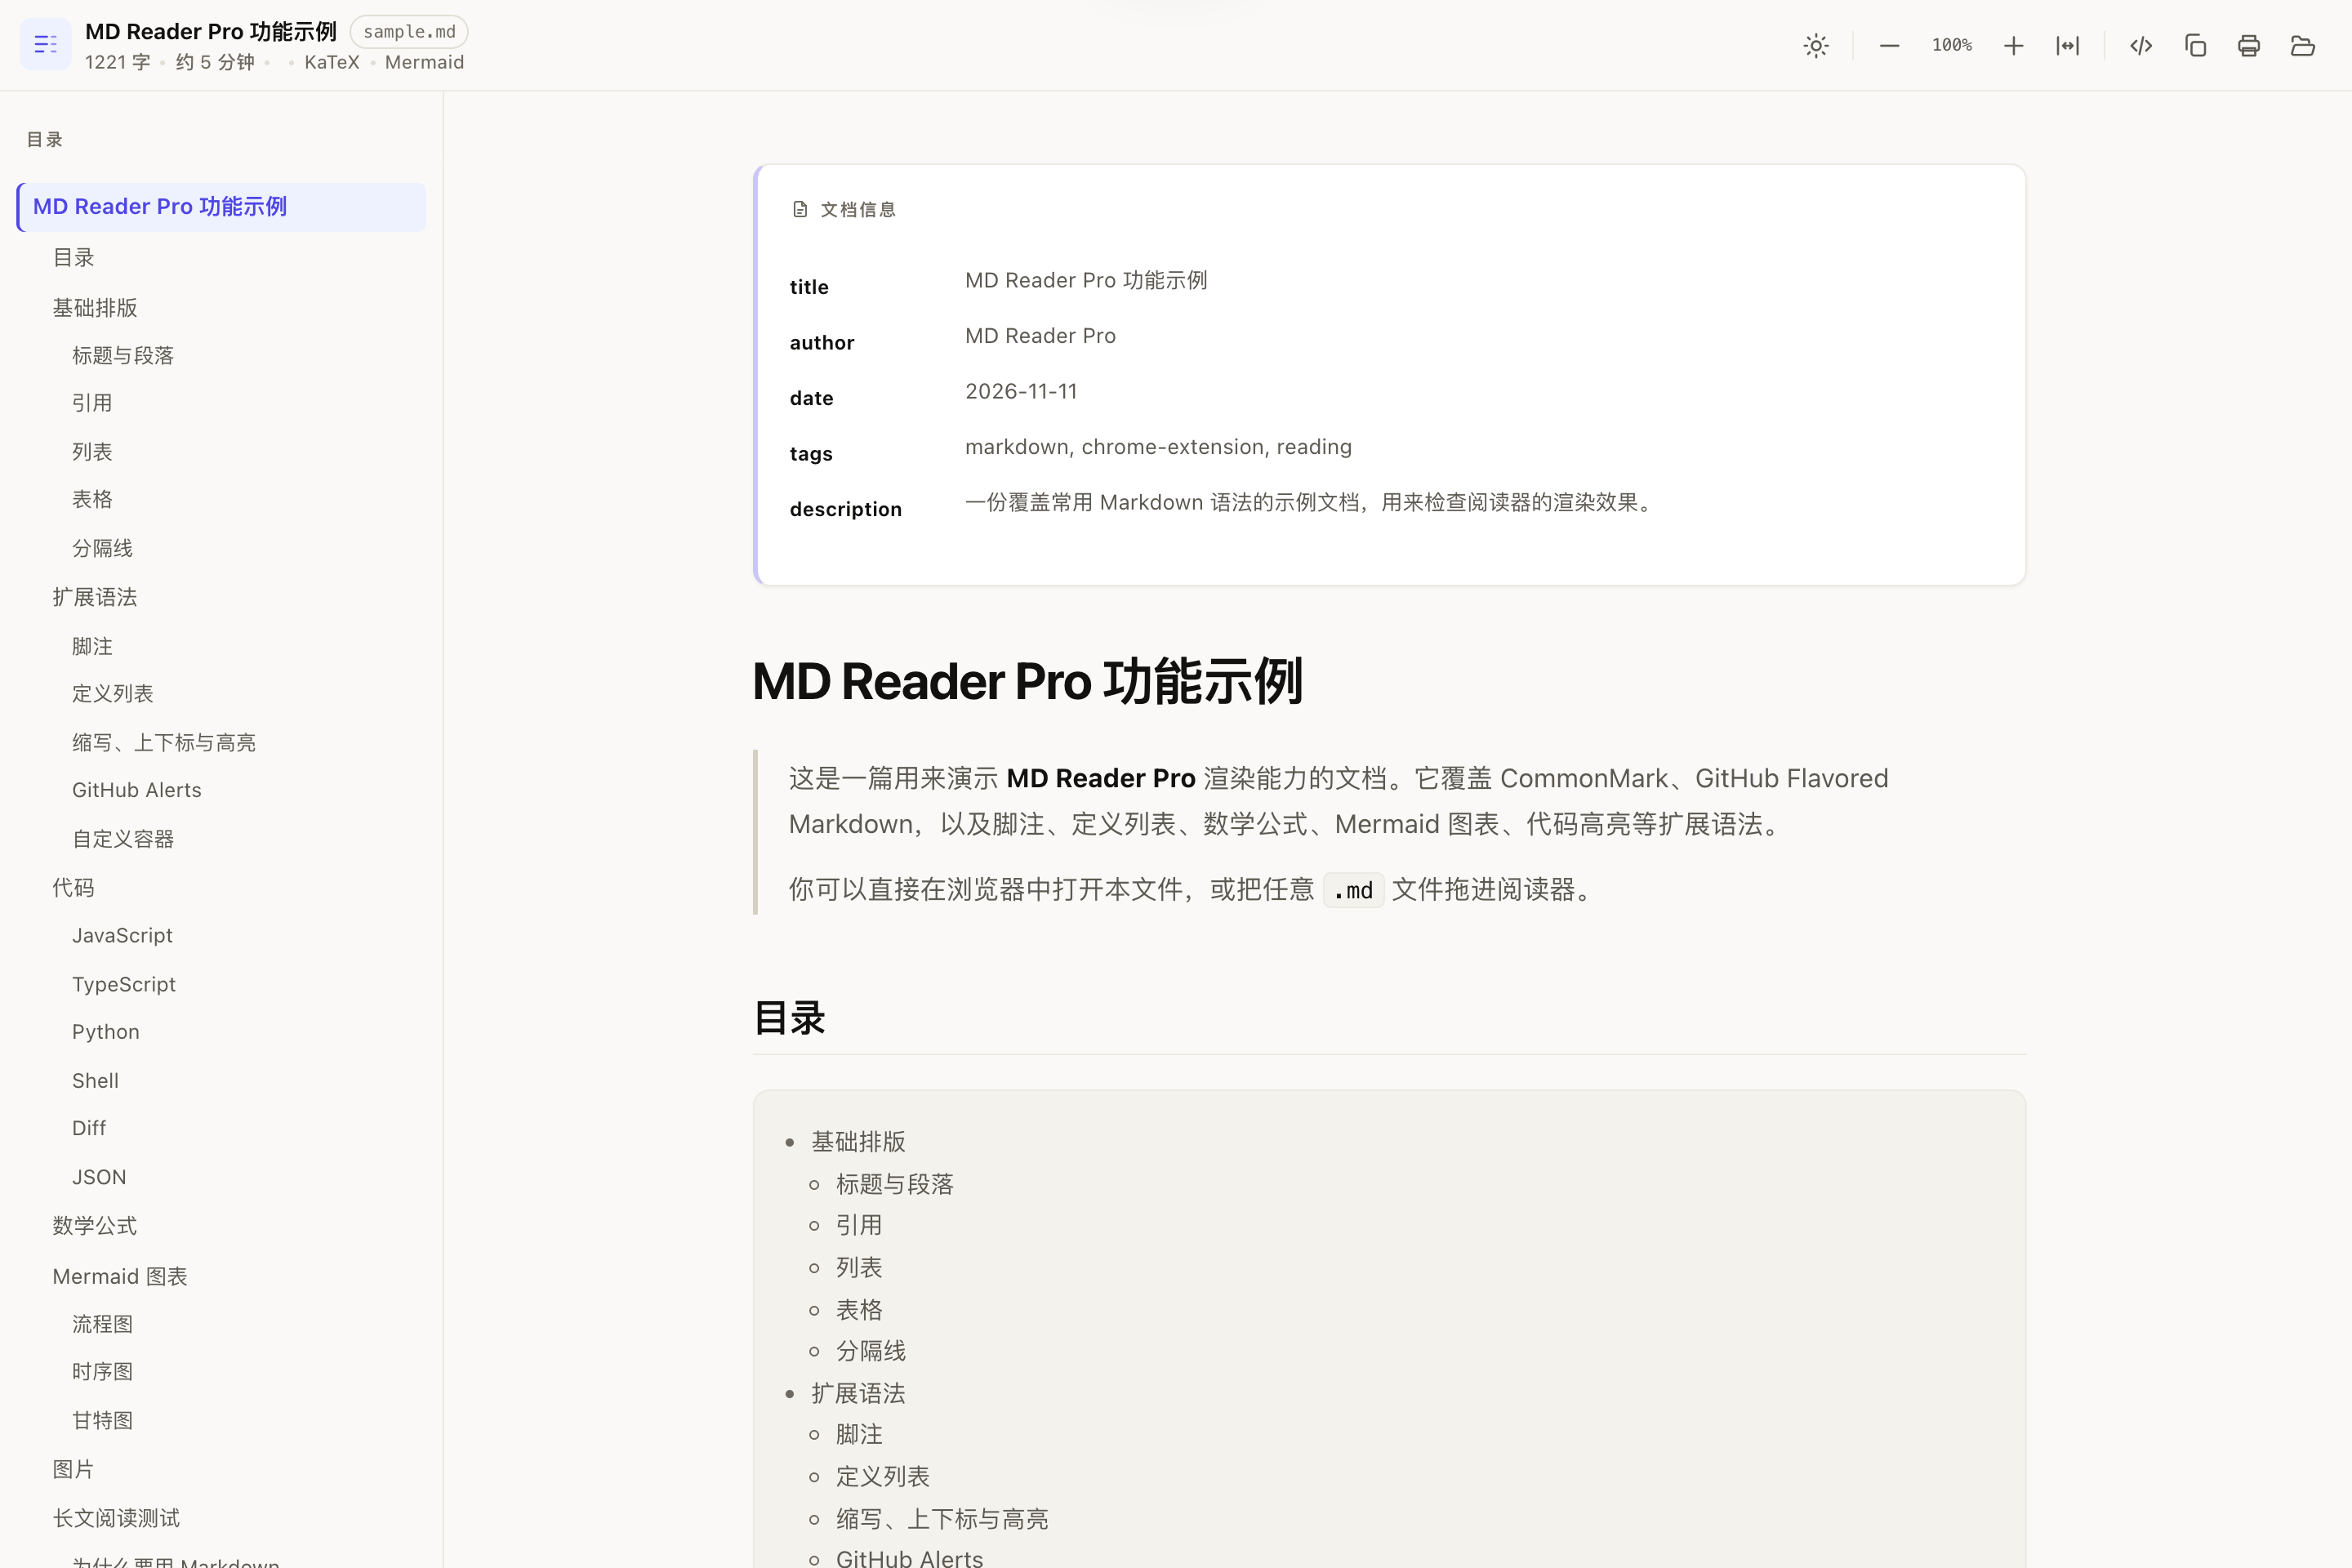 MD Reader Pro 功能示例 sample.md
1221 字 • 约 5 分钟 • • KaTeX • Mermaid
100%
目录
MD Reader Pro 功能示例
目录
基础排版
标题与段落
引用
列表
表格
分隔线
扩展语法
脚注
定义列表
缩写、上下标与高亮
GitHub Alerts
自定义容器
代码
JavaScript
TypeScript
Python
Shell
Diff
JSON
数学公式
Mermaid 图表
流程图
时序图
甘特图
图片
长文阅读测试
为什么要用 Markdown
文档信息
title MD Reader Pro 功能示例
author MD Reader Pro
date 2026-11-11
tags markdown, chrome-extension, reading
description 一份覆盖常用 Markdown 语法的示例文档，用来检查阅读器的渲染效果。
MD Reader Pro 功能示例
这是一篇用来演示 MD Reader Pro 渲染能力的文档。它覆盖 CommonMark、GitHub Flavored
Markdown，以及脚注、定义列表、数学公式、Mermaid 图表、代码高亮等扩展语法。
你可以直接在浏览器中打开本文件，或把任意 .md 文件拖进阅读器。
目录
• 基础排版
◦ 标题与段落
◦ 引用
◦ 列表
◦ 表格
◦ 分隔线
• 扩展语法
◦ 脚注
◦ 定义列表
◦ 缩写、上下标与高亮
◦ GitHub Alerts